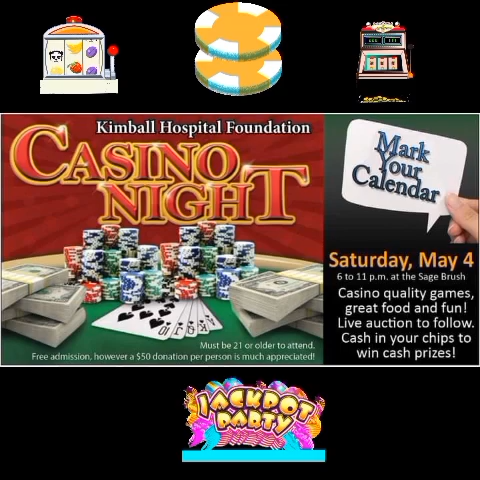 Kimball Hospital Foundation
CASINO
NIGHT
Mark
Your
Calendar
Saturday, May 4
6 to 11 p.m. at the Sage Brush
Casino quality games,
great food and fun!
Live auction to follow.
Cash in your chips to
win cash prizes!
Must be 21 or older to attend.
Free admission, however a $50 donation per person is much appreciated!
JACKPOT
PARTY